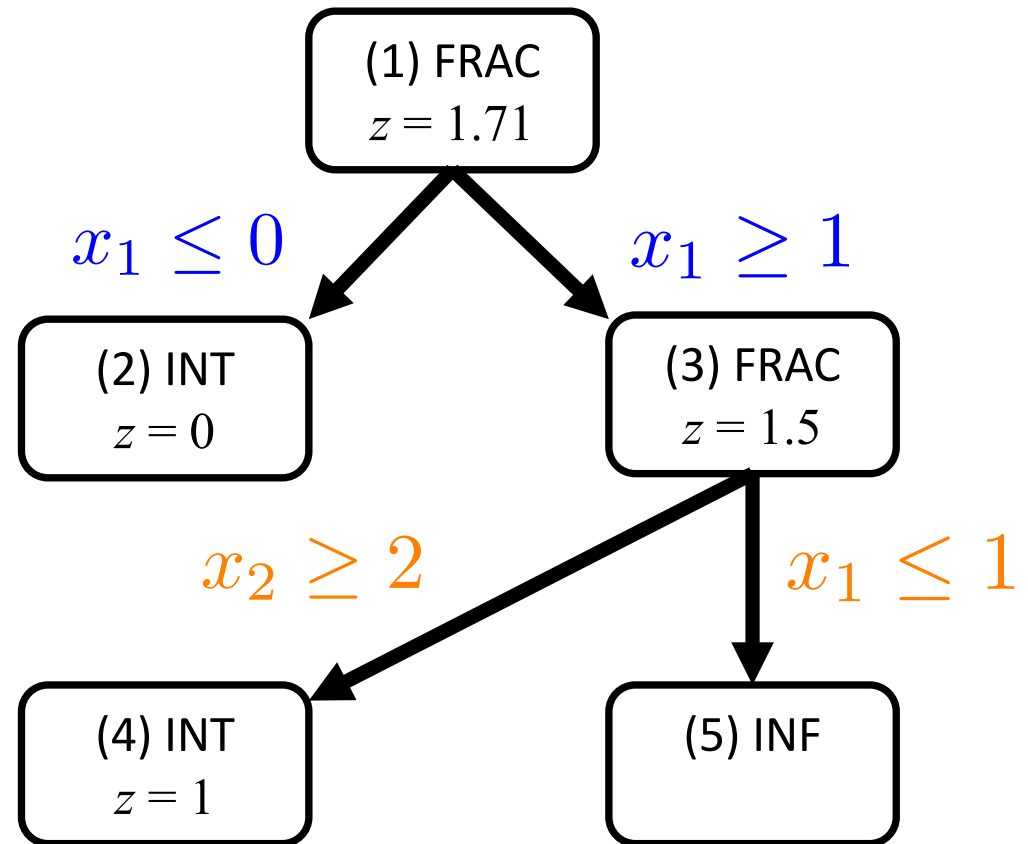 (1) FRAC
z = 1.71
x₁ ≤ 0
x₁ ≥ 1
(2) INT
z = 0
(3) FRAC
z = 1.5
x₂ ≥ 2
x₁ ≤ 1
(4) INT
z = 1
(5) INF